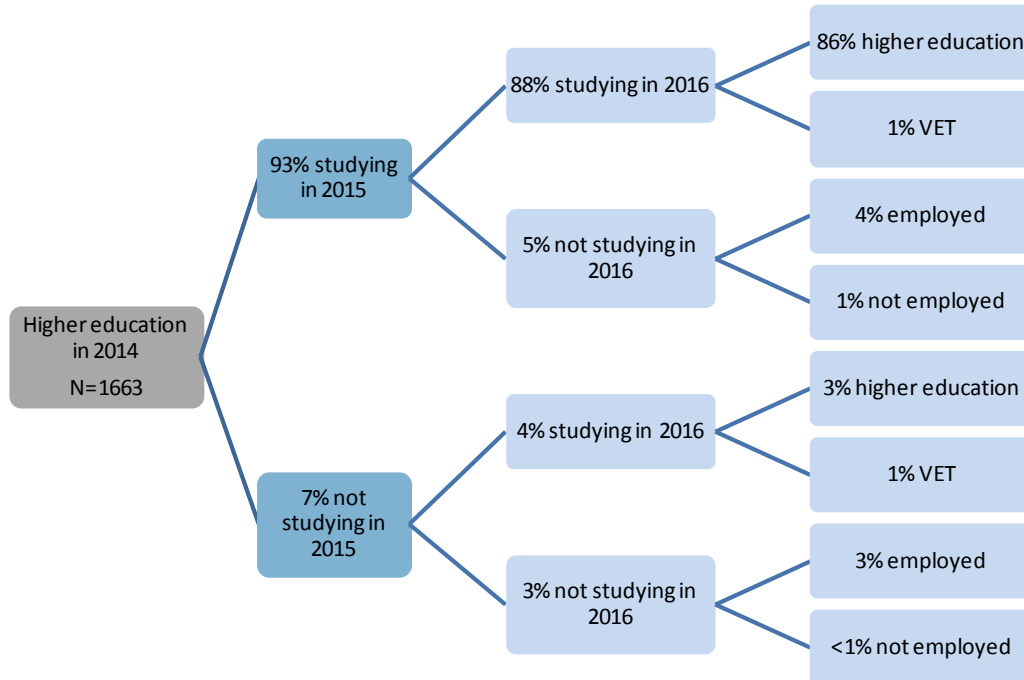 Higher education
in 2014
N=1663
93% studying
in 2015
7% not
studying in
2015
88% studying in 2016
5% not studying in
2016
4% studying in 2016
3% not studying in
2016
86% higher education
1% VET
4% employed
1% not employed
3% higher education
1% VET
3% employed
<1% not employed